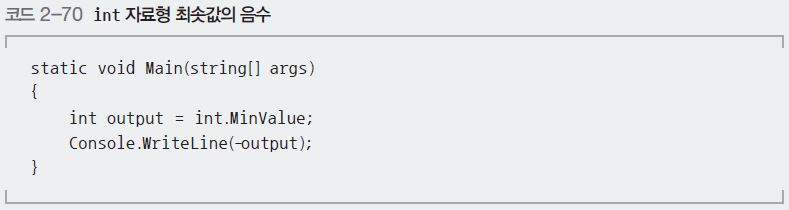 코드 2-70 int 자료형 최솟값의 음수
static void Main(string[] args)
{
int output = int.MinValue;
Console.WriteLine(-output);
}